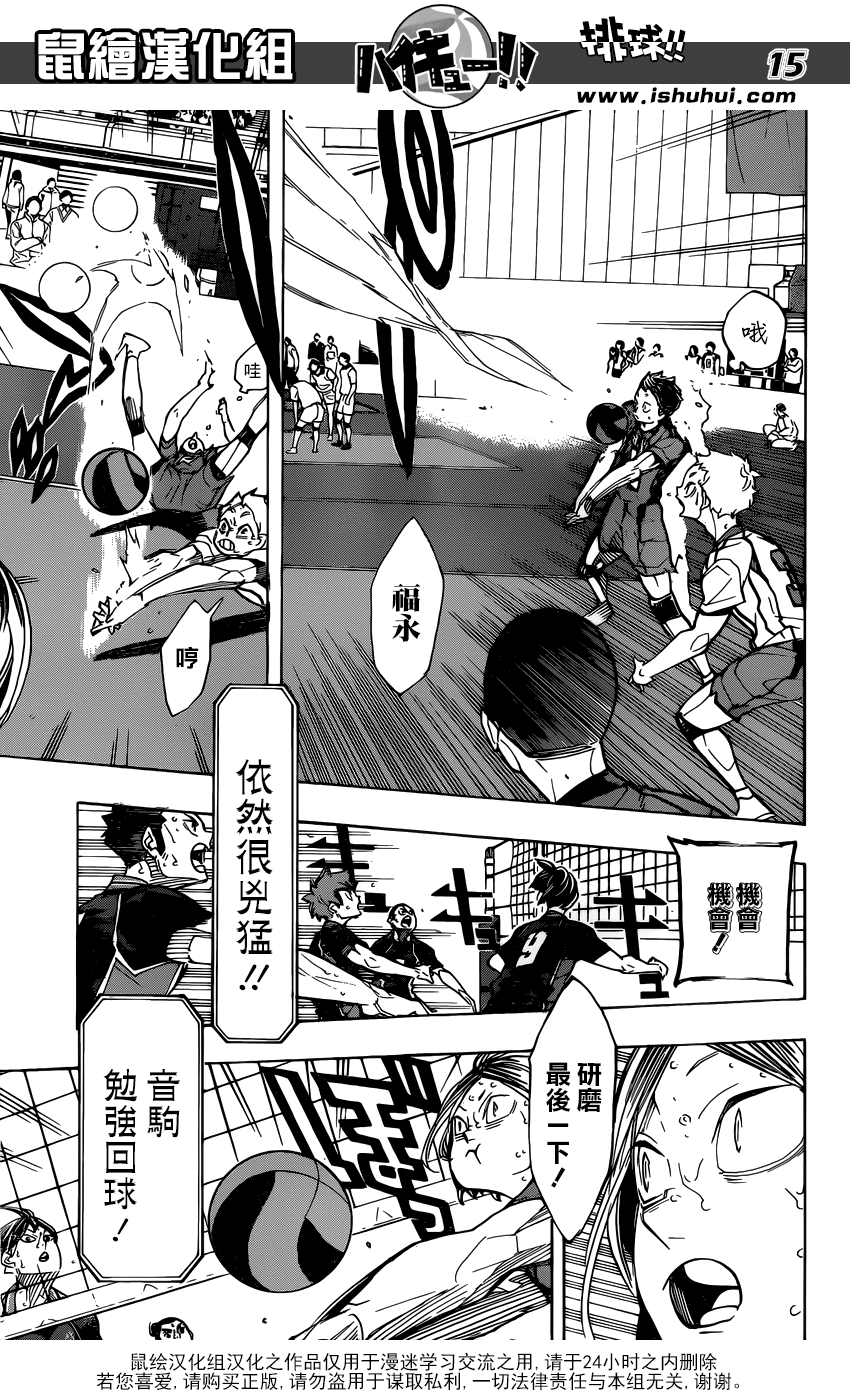 鼠繪漢化組
ハイキュー!!
排球!!
15
www.ishuhui.com
哦
福永
哇
哼
機會
機會！
依然很兇猛！！
研磨
最後一下！
音駒
勉強回球！
9
鼠绘汉化组汉化之作品仅用于漫迷学习交流之用, 请于24小时之内删除
若您喜爱, 请购买正版, 请勿盗用于谋取私利, 一切法律责任与本组无关, 谢谢。